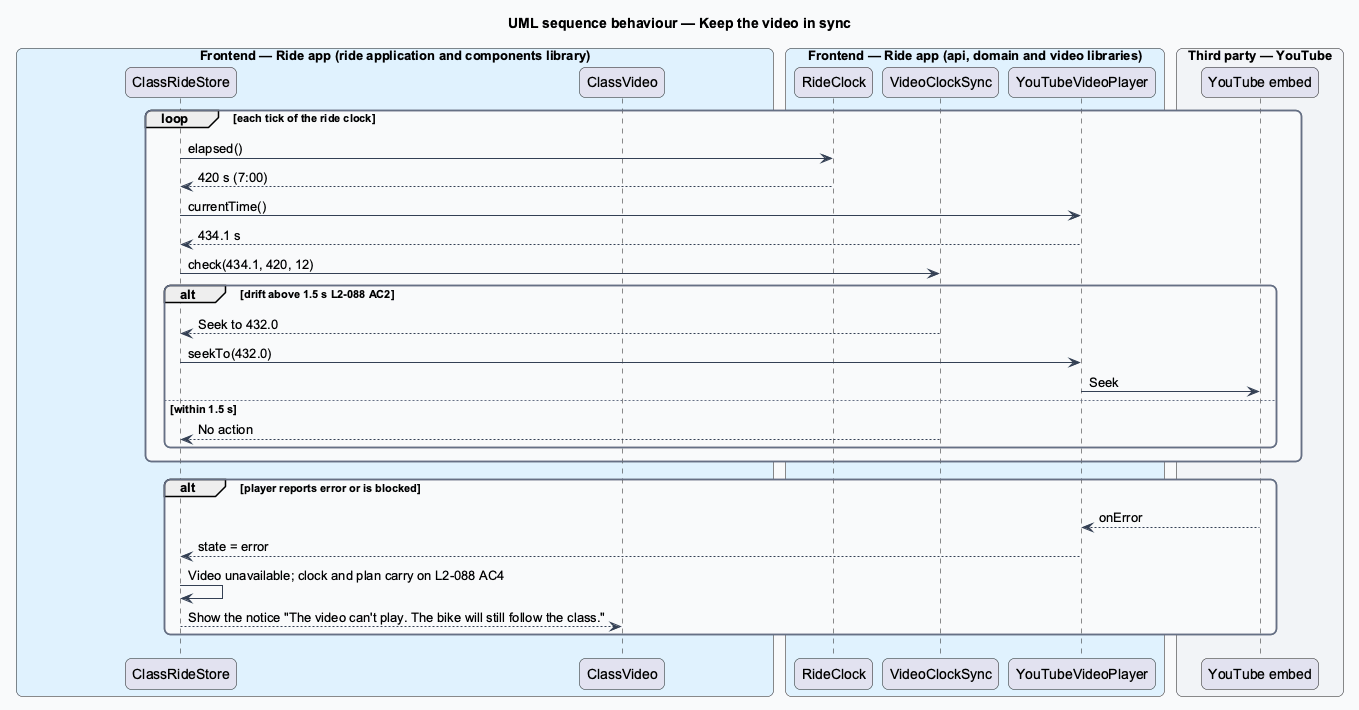 UML sequence behaviour — Keep the video in sync
Frontend — Ride app (ride application and components library)
Frontend — Ride app (api, domain and video libraries)
Third party — YouTube
ClassRideStore
ClassVideo
RideClock
VideoClockSync
YouTubeVideoPlayer
YouTube embed
loop
[each tick of the ride clock]
elapsed()
420 s (7:00)
currentTime()
434.1 s
check(434.1, 420, 12)
alt
[drift above 1.5 s L2-088 AC2]
Seek to 432.0
seekTo(432.0)
Seek
[within 1.5 s]
No action
alt
[player reports error or is blocked]
onError
state = error
Video unavailable; clock and plan carry on L2-088 AC4
Show the notice "The video can't play. The bike will still follow the class."
ClassRideStore
ClassVideo
RideClock
VideoClockSync
YouTubeVideoPlayer
YouTube embed